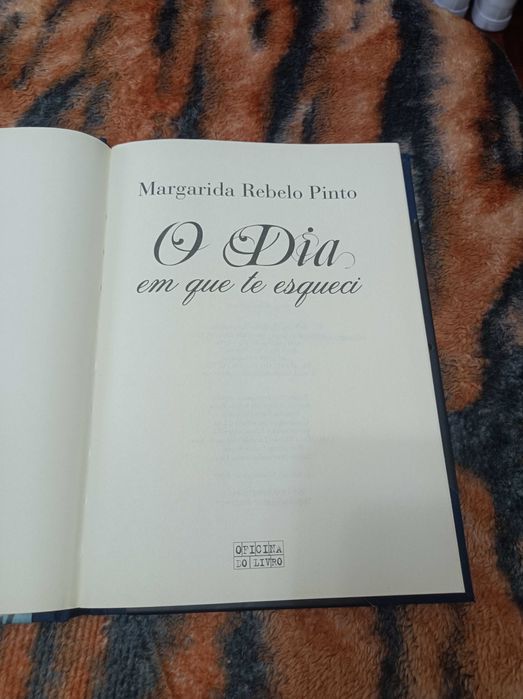 Margarida Rebelo Pinto
O Dia
em que te esqueci
OFICINA
DO LIVRO